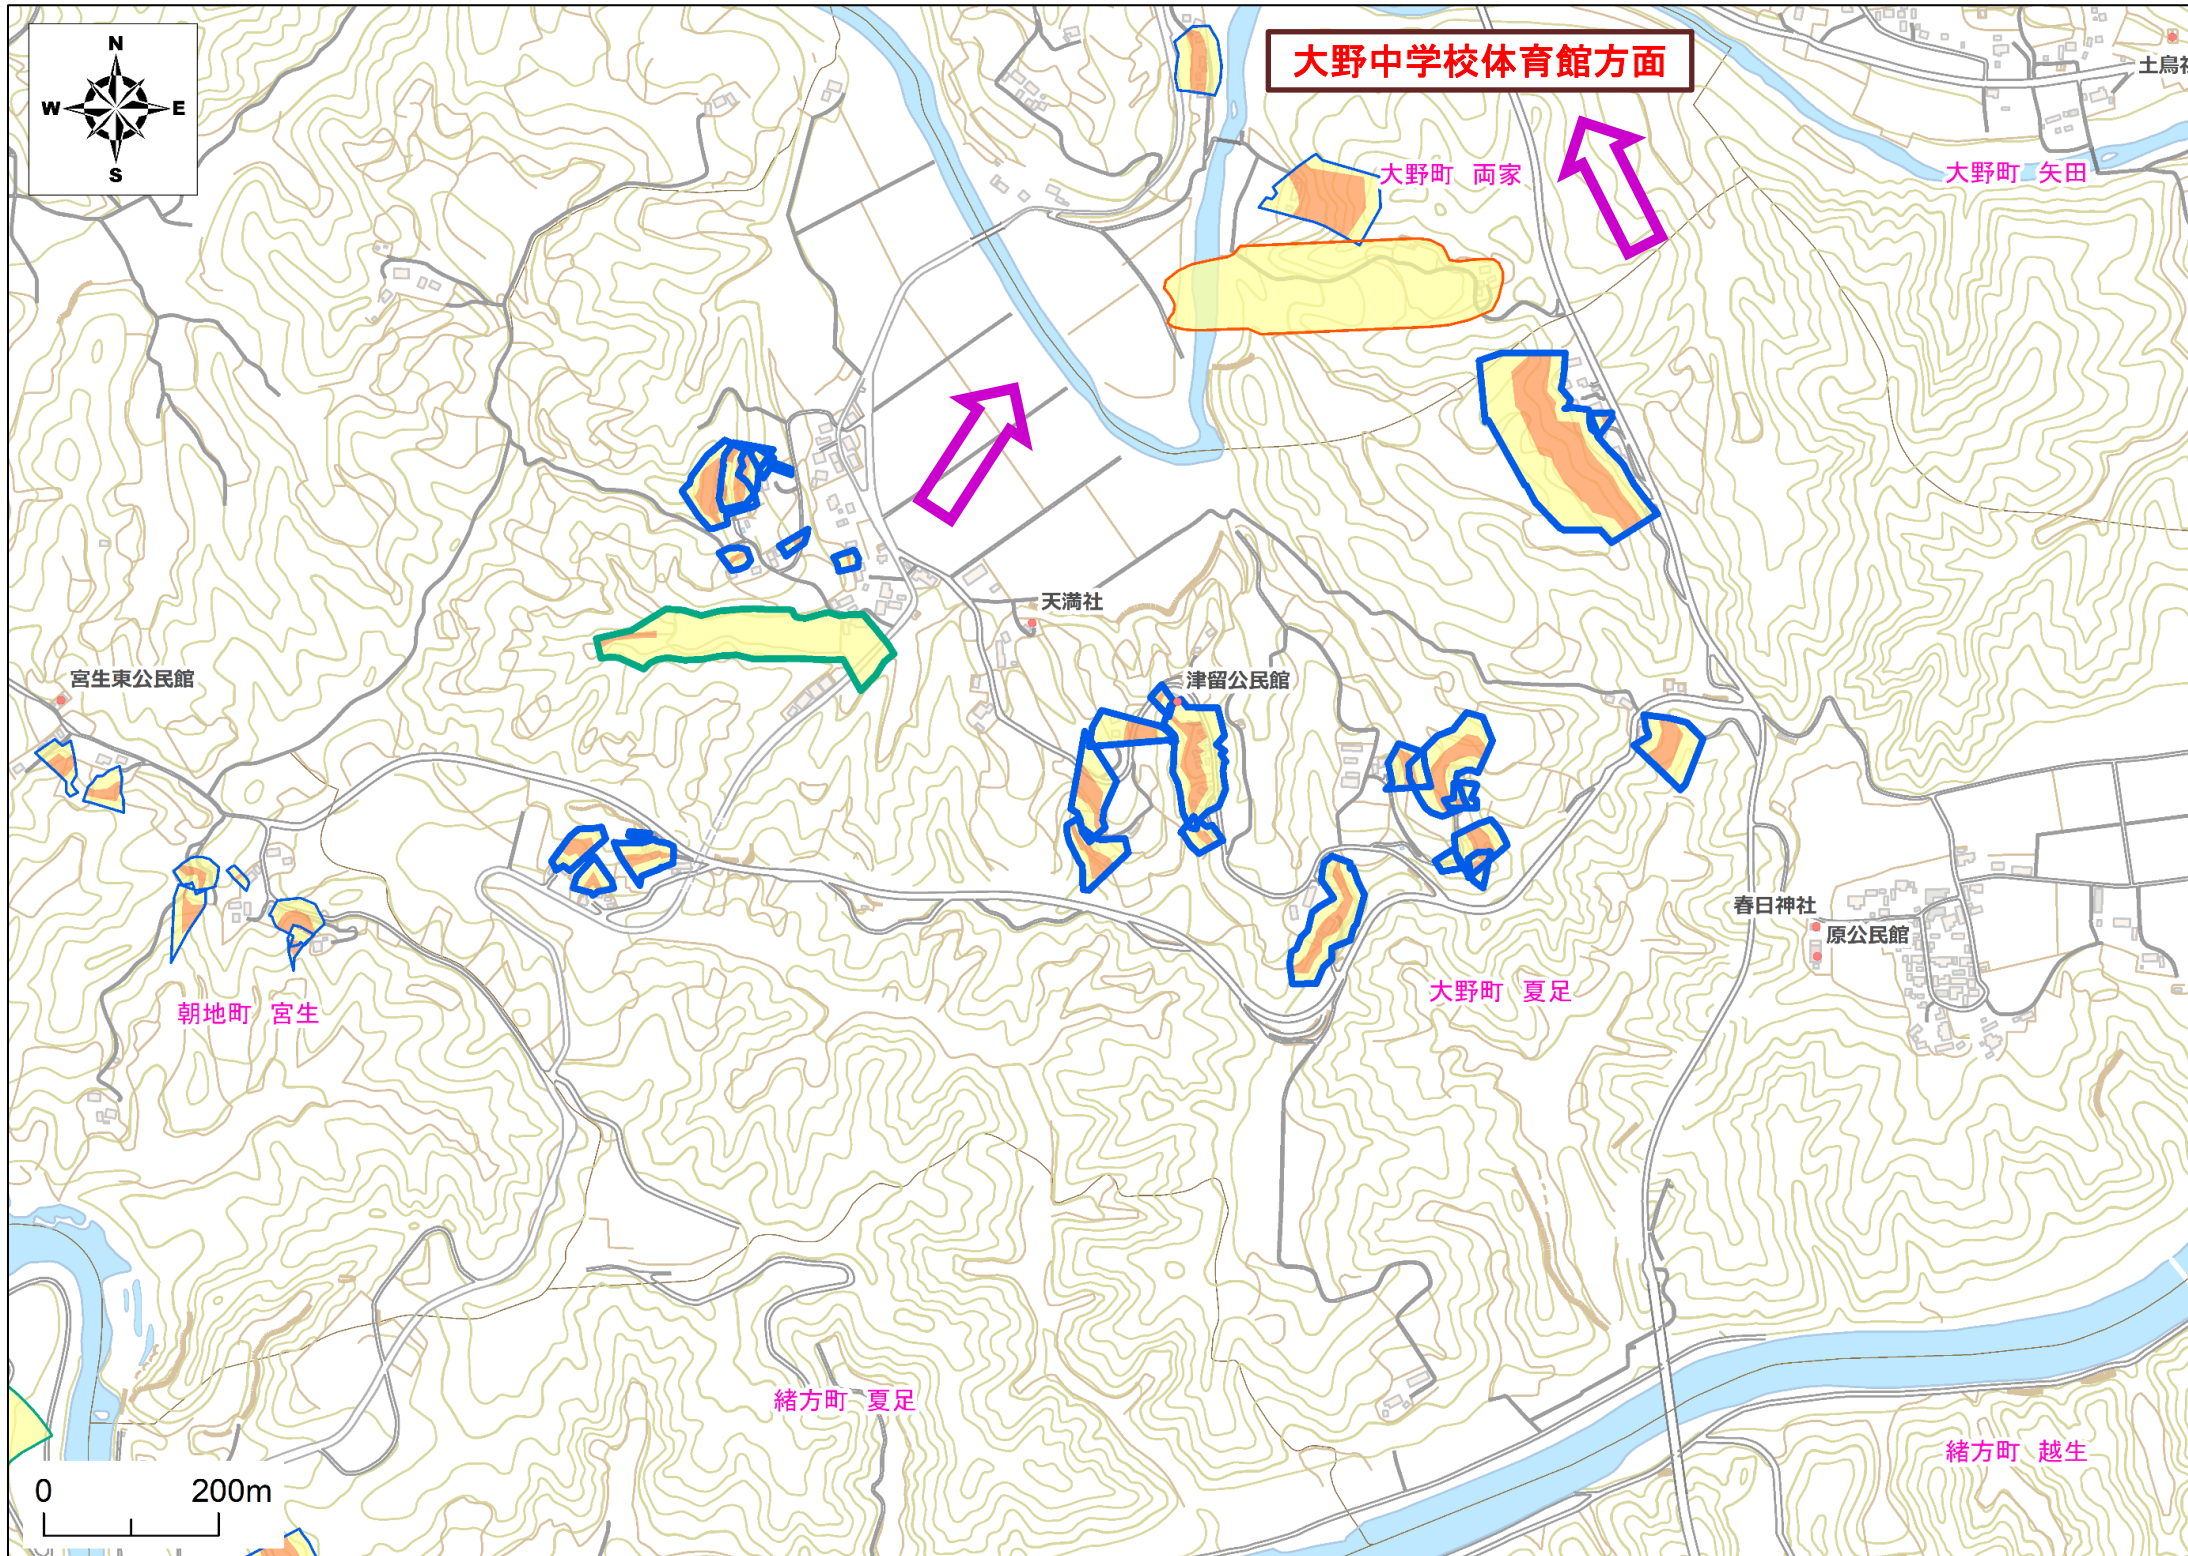 N
W E
S
大野中学校体育館方面
土鳥社
大野町 両家
大野町 矢田
天満社
宮生東公民館
津留公民館
春日神社
原公民館
大野町 夏足
朝地町 宮生
緒方町 夏足
緒方町 越生
0 200m